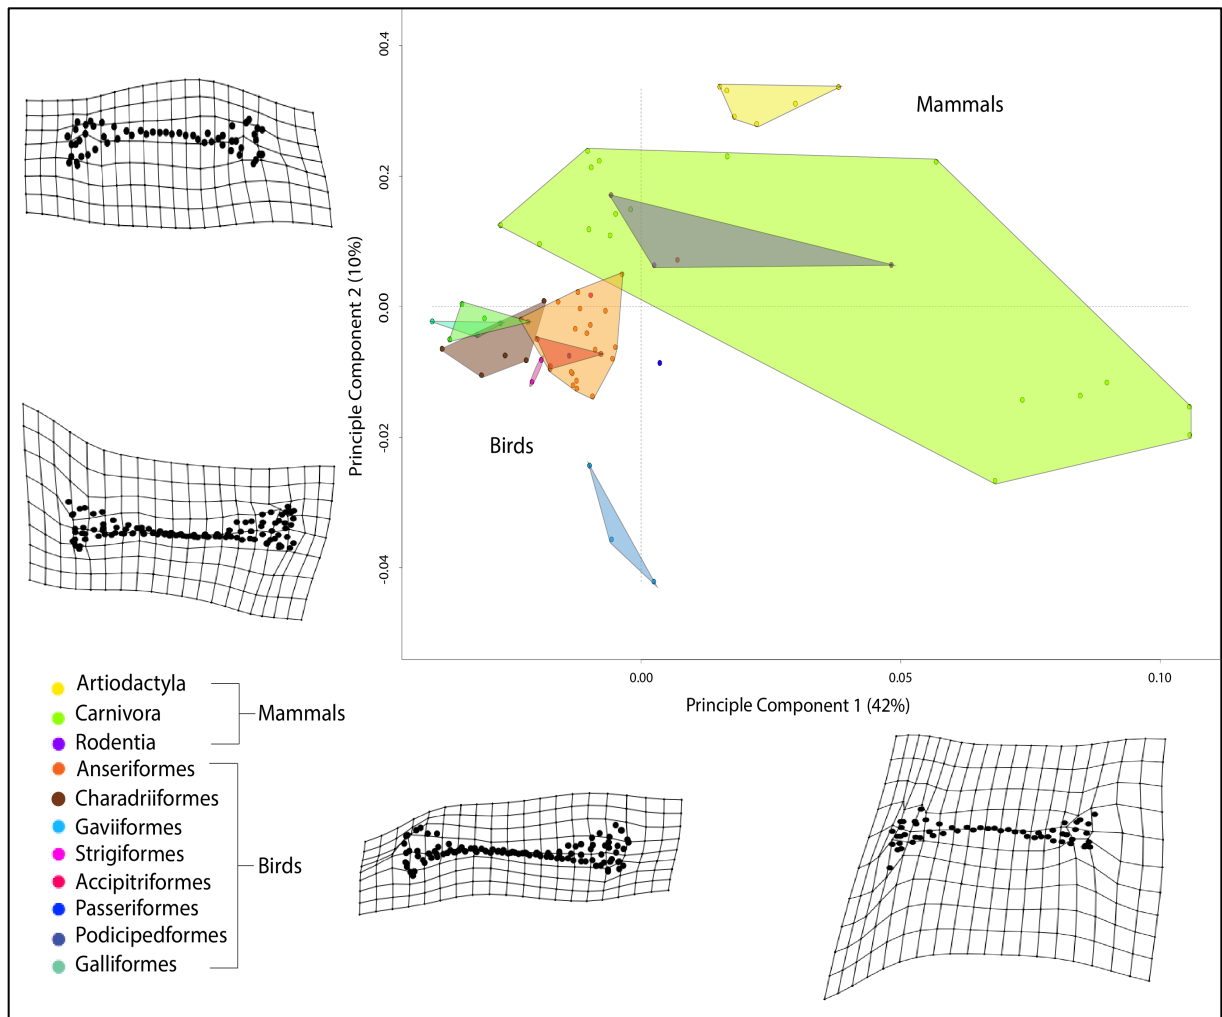 00.4
00.2
0.00
-0.02
-0.04
Principle Component 2 (10%)
Mammals
Birds
0.00
0.05
0.10
Principle Component 1 (42%)
Artiodactyla
Carnivora
Rodentia
Mammals
Anseriformes
Charadriiformes
Gaviiformes
Strigiformes
Accipitriformes
Passeriformes
Podicipedformes
Galliformes
Birds